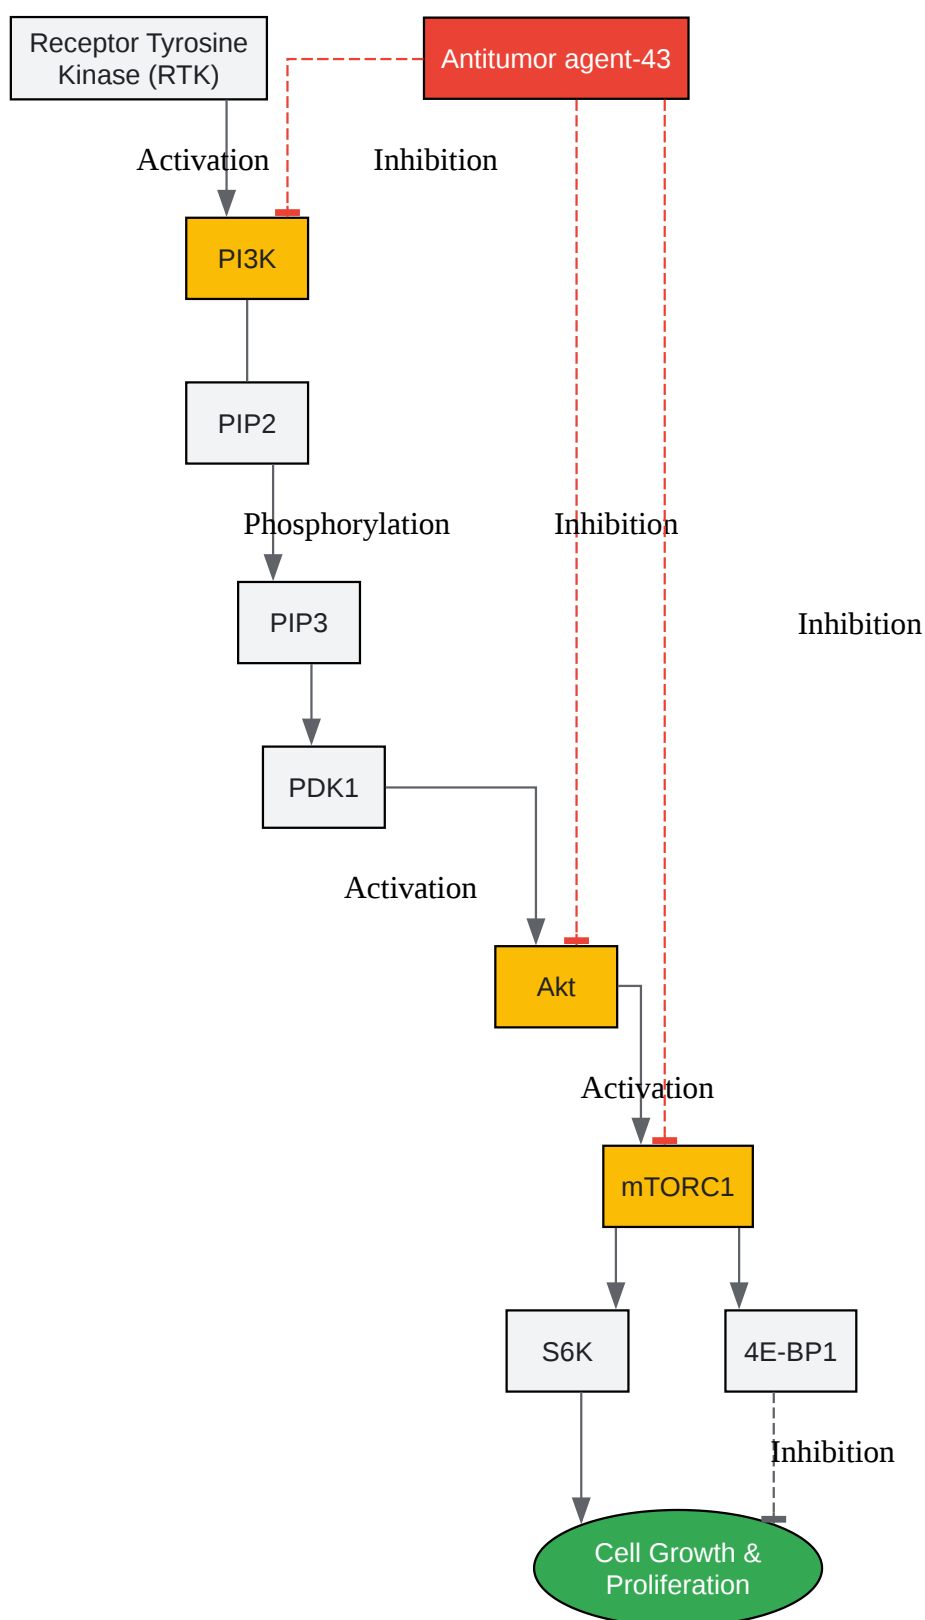 Receptor Tyrosine
Kinase (RTK)
Antitumor agent-43
Activation
Inhibition
PI3K
PIP2
Phosphorylation
Inhibition
PIP3
Inhibition
PDK1
Activation
Akt
Activation
mTORC1
S6K
4E-BP1
Inhibition
Cell Growth &
Proliferation